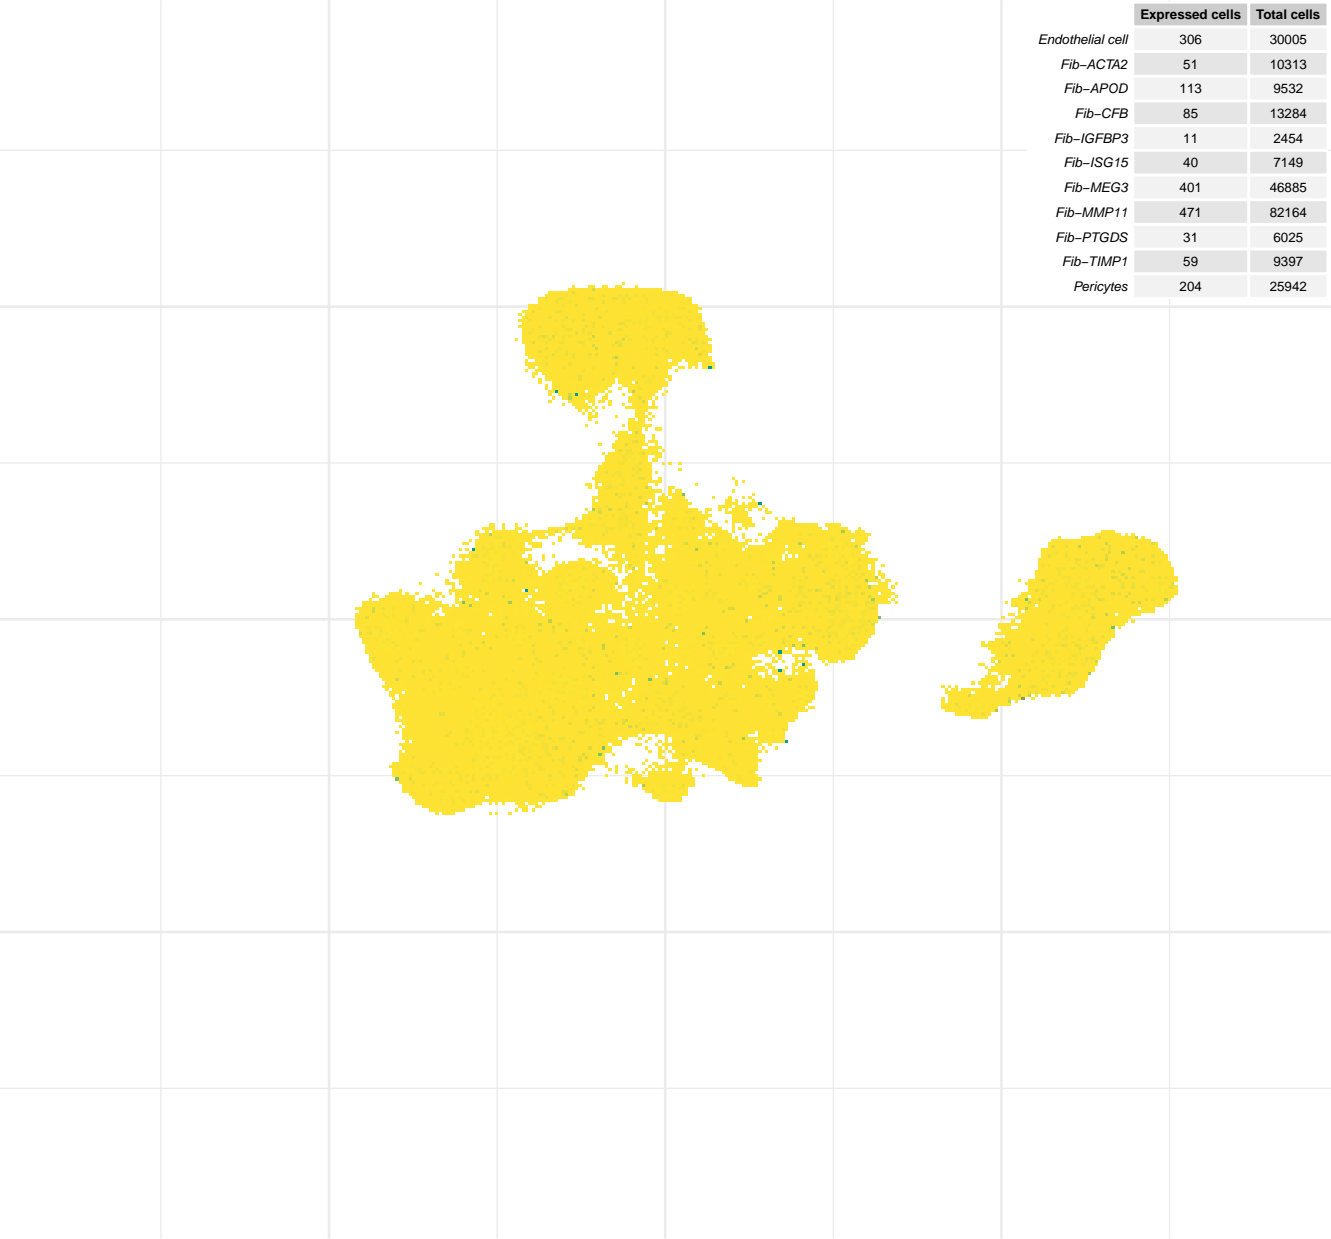 Expressed cells Total cells
Endothelial cell 306 30005
Fib−ACTA2 51 10313
Fib−APOD 113 9532
Fib−CFB 85 13284
Fib−IGFBP3 11 2454
Fib−ISG15 40 7149
Fib−MEG3 401 46885
Fib−MMP11 471 82164
Fib−PTGDS 31 6025
Fib−TIMP1 59 9397
Pericytes 204 25942